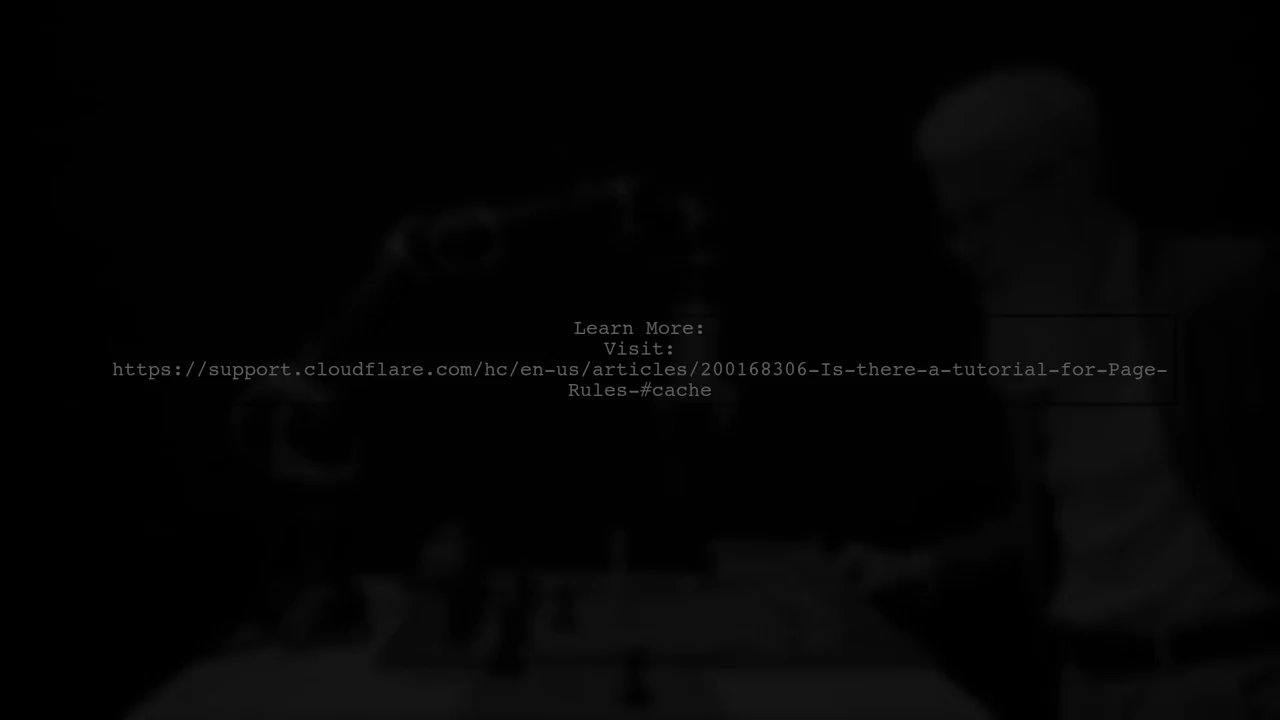 Learn More:
Visit:
https://support.cloudflare.com/hc/en-us/articles/200168306-Is-there-a-tutorial-for-Page-
Rules-#cache